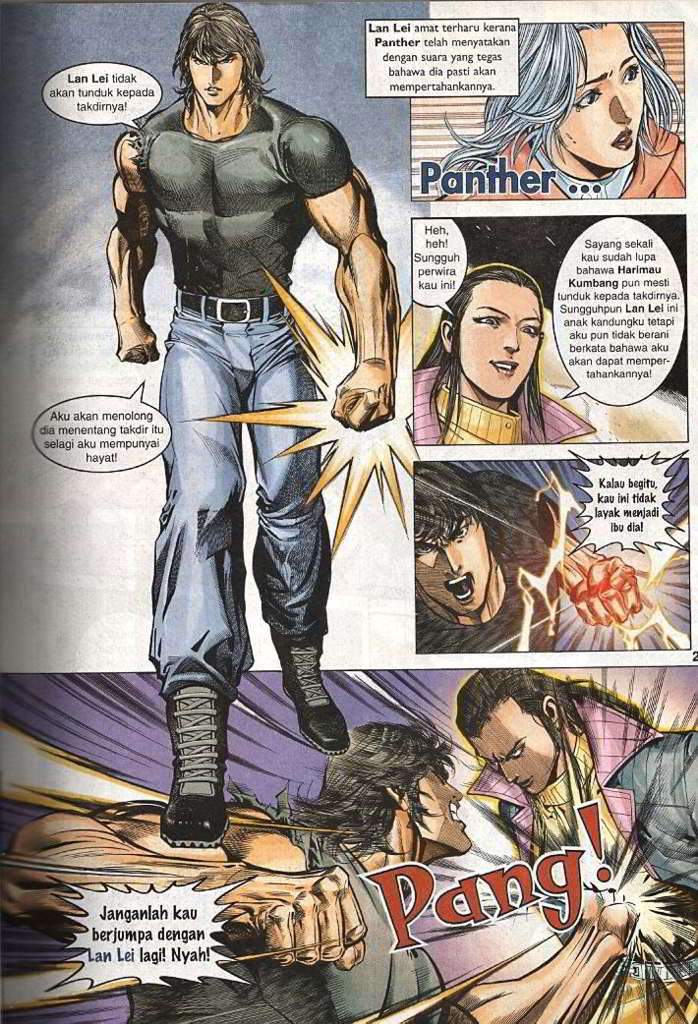 Lan Lei tidak
akan tunduk kepada
takdirnya!
Lan Lei amat terharu kerana
Panther telah menyatakan
dengan suara yang tegas
bahawa dia pasti akan
mempertahankannya.
Panther ...
Heh,
heh!
Sungguh
perwira
kau ini!
Sayang sekali
kau sudah lupa
bahawa Harimau
Kumbang pun mesti
tunduk kepada takdirnya.
Sungguhpun Lan Lei ini
anak kandungku tetapi
aku pun tidak berani
berkata bahawa aku
akan dapat memper-
tahankannya!
Aku akan menolong
dia menentang takdir itu
selagi aku mempunyai
hayat!
Kalau begitu,
kau ini tidak
layak menjadi
ibu dia!
2
Pang!
Janganlah kau
berjumpa dengan
Lan Lei lagi! Nyah!